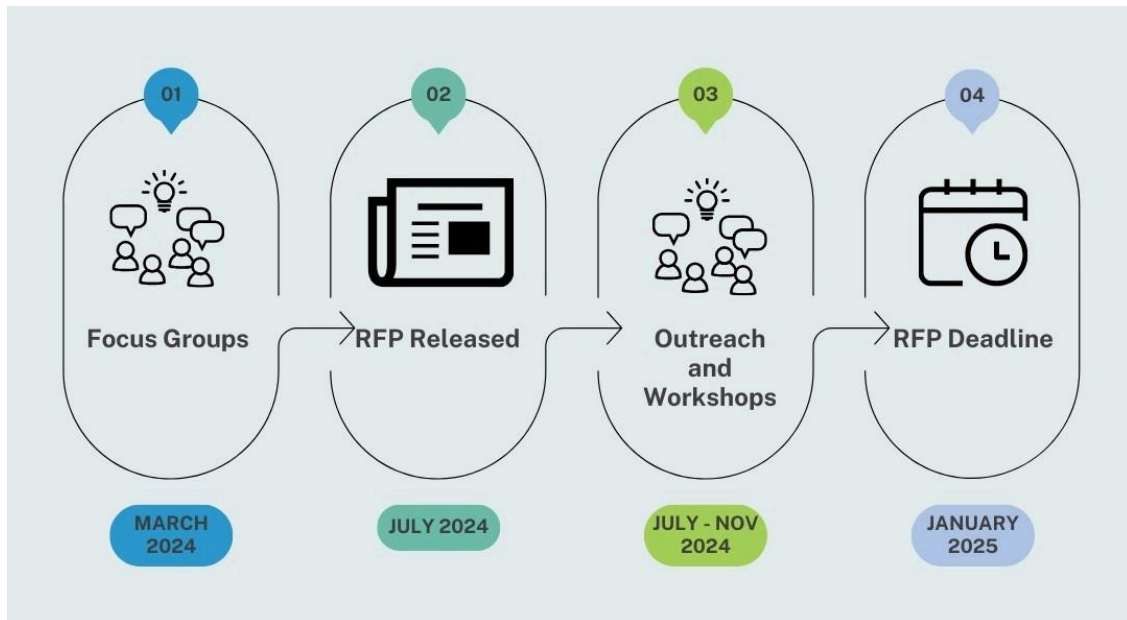 01
Focus Groups
MARCH
2024
02
RFP Released
JULY 2024
03
Outreach
and
Workshops
JULY - NOV
2024
04
RFP Deadline
JANUARY
2025